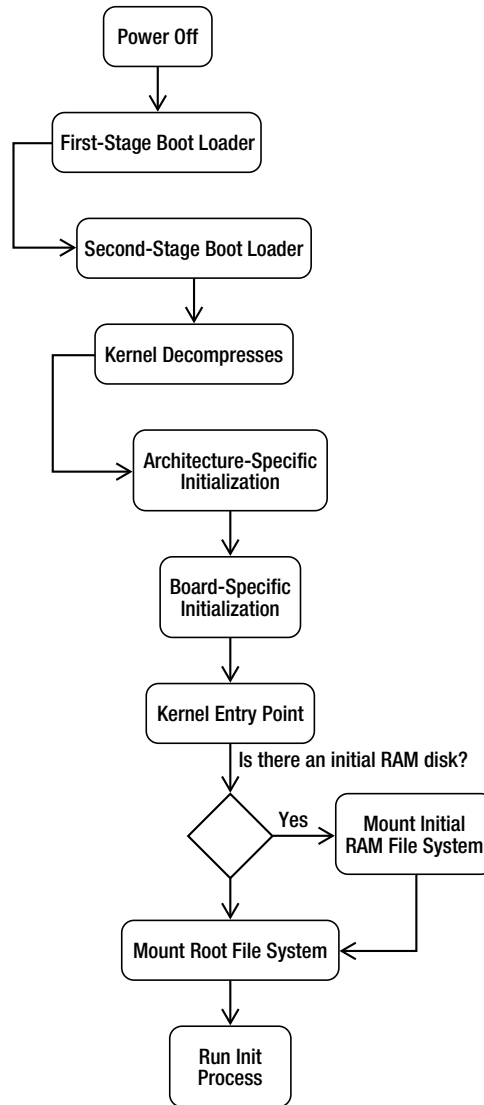 Power Off
First-Stage Boot Loader
Second-Stage Boot Loader
Kernel Decompresses
Architecture-Specific
Initialization
Board-Specific
Initialization
Kernel Entry Point
Is there an initial RAM disk?
Yes
Mount Initial
RAM File System
Mount Root File System
Run Init
Process